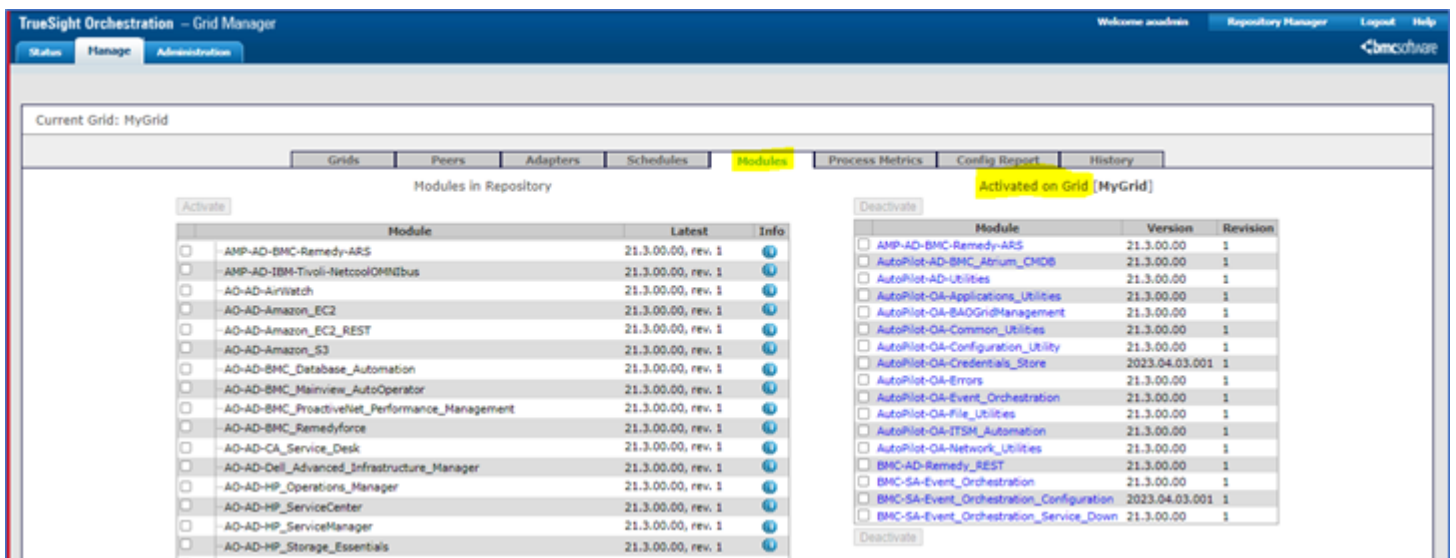 TrueSight Orchestration – Grid Manager Welcome aoadmin Repository Manager Logout Help
Status Manage Administration bmcsoftware
Current Grid: MyGrid
Grids Peers Adapters Schedules Modules Process Metrics Config Report History
Modules in Repository
Activate
Module Latest Info
AMP-AD-BMC-Remedy-ARS 21.3.00.00, rev. 1
AMP-AD-IBM-Tivoli-NetcoolOMNIbus 21.3.00.00, rev. 1
AO-AD-AirWatch 21.3.00.00, rev. 1
AO-AD-Amazon_EC2 21.3.00.00, rev. 1
AO-AD-Amazon_EC2_REST 21.3.00.00, rev. 1
AO-AD-Amazon_S3 21.3.00.00, rev. 1
AO-AD-BMC_Database_Automation 21.3.00.00, rev. 1
AO-AD-BMC_Mainview_AutoOperator 21.3.00.00, rev. 1
AO-AD-BMC_ProactiveNet_Performance_Management 21.3.00.00, rev. 1
AO-AD-BMC_Remedyforce 21.3.00.00, rev. 1
AO-AD-CA_Service_Desk 21.3.00.00, rev. 1
AO-AD-Dell_Advanced_Infrastructure_Manager 21.3.00.00, rev. 1
AO-AD-HP_Operations_Manager 21.3.00.00, rev. 1
AO-AD-HP_ServiceCenter 21.3.00.00, rev. 1
AO-AD-HP_ServiceManager 21.3.00.00, rev. 1
AO-AD-HP_Storage_Essentials 21.3.00.00, rev. 1
Activated on Grid [MyGrid]
Deactivate
Module Version Revision
AMP-AD-BMC-Remedy-ARS 21.3.00.00 1
AutoPilot-AD-BMC_Atrium_CMDB 21.3.00.00 1
AutoPilot-AD-Utilities 21.3.00.00 1
AutoPilot-OA-Applications_Utilities 21.3.00.00 1
AutoPilot-OA-BAOGridManagement 21.3.00.00 1
AutoPilot-OA-Common_Utilities 21.3.00.00 1
AutoPilot-OA-Configuration_Utility 21.3.00.00 1
AutoPilot-OA-Credentials_Store 2023.04.03.001 1
AutoPilot-OA-Errors 21.3.00.00 1
AutoPilot-OA-Event_Orchestration 21.3.00.00 1
AutoPilot-OA-File_Utilities 21.3.00.00 1
AutoPilot-OA-ITSM_Automation 21.3.00.00 1
AutoPilot-OA-Network_Utilities 21.3.00.00 1
BMC-AD-Remedy_REST 21.3.00.00 1
BMC-SA-Event_Orchestration 21.3.00.00 1
BMC-SA-Event_Orchestration_Configuration 2023.04.03.001 1
BMC-SA-Event_Orchestration_Service_Down 21.3.00.00 1
Deactivate